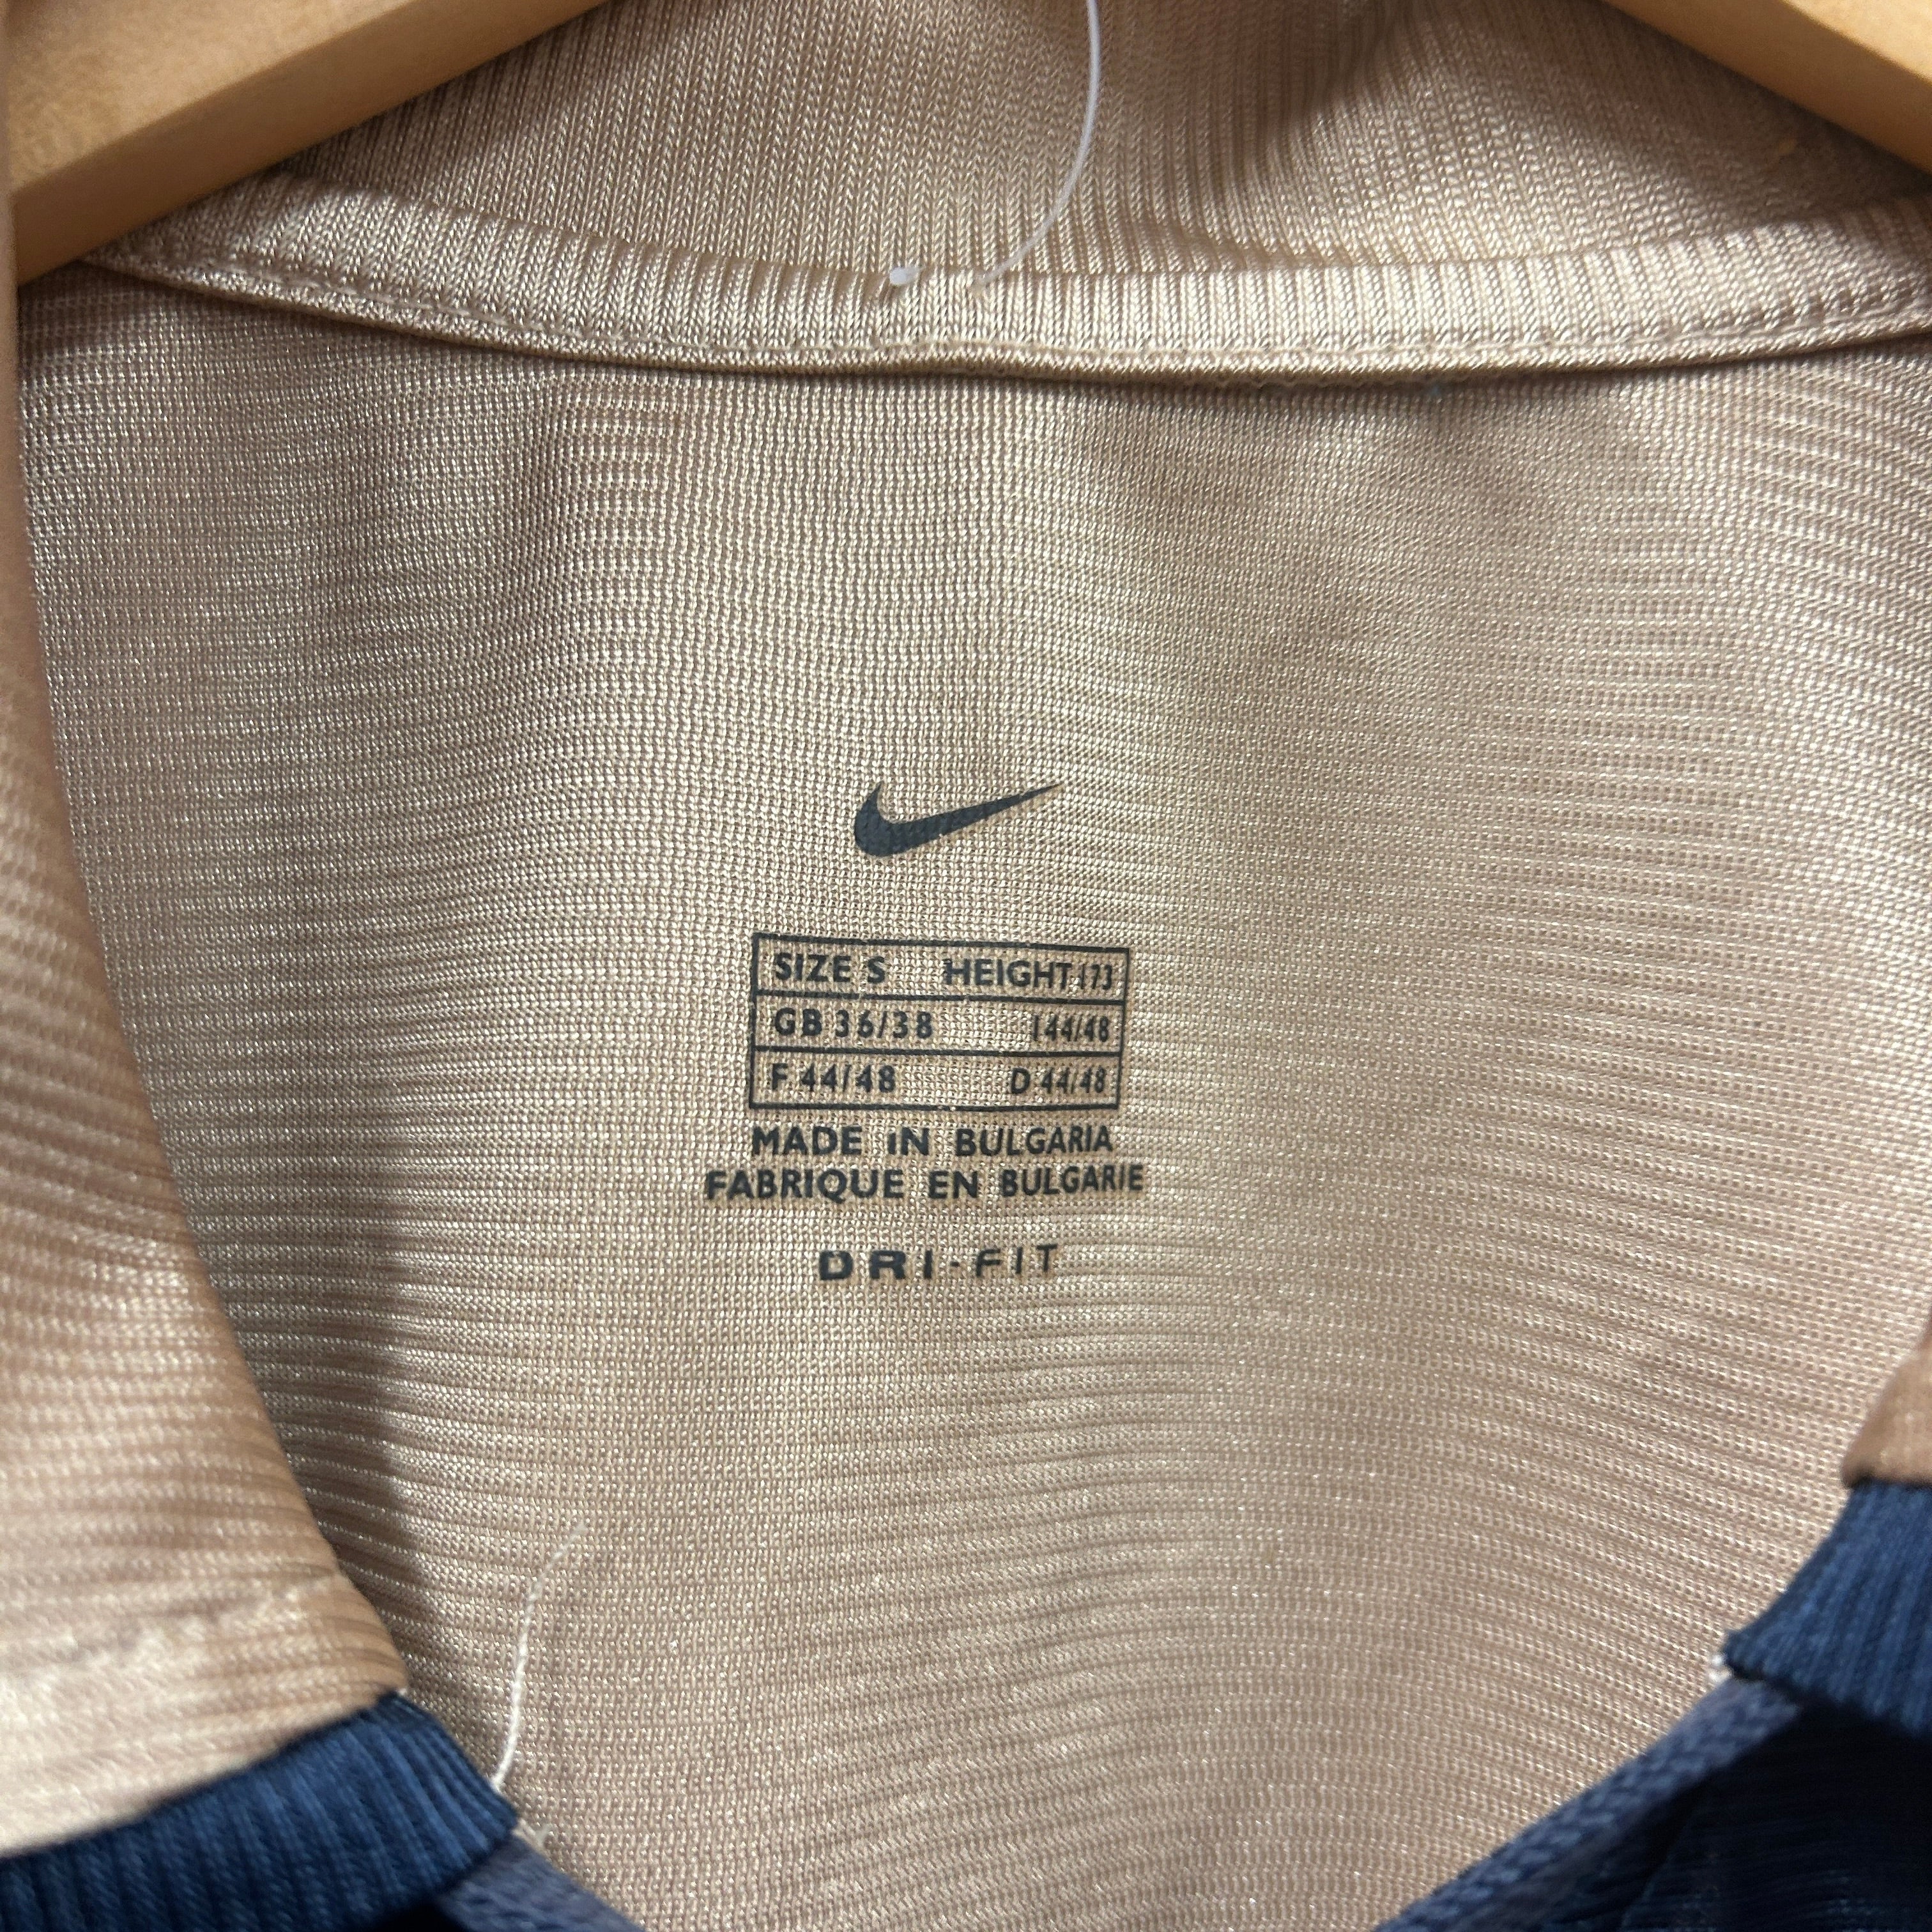 SIZE S HEIGHT 173
GB 36/38 I 44/48
F 44/48 D 44/48
MADE IN BULGARIA
FABRIQUE EN BULGARIE
DRI-FIT